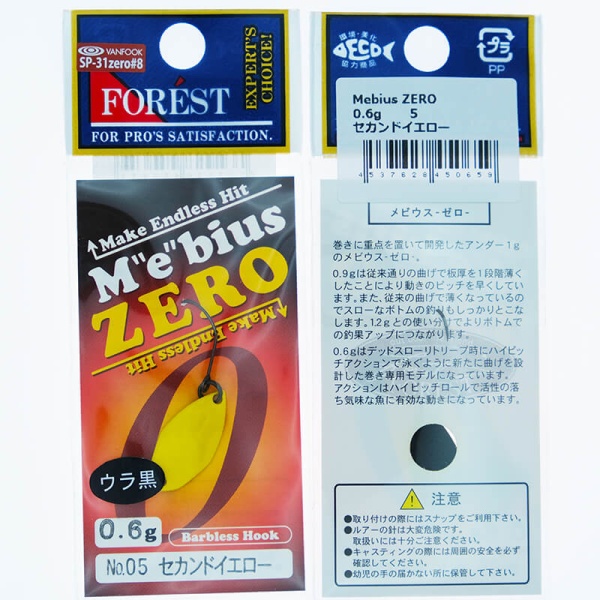 VANFOOK
SP-31zero#8
FORÉST
EXPERT'S
CHOICE!
FOR PRO'S SATISFACTION.
Make Endless Hit
M"e"bius
ZERO
Make Endless Hit
ウラ黒
0.6g
Barbless Hook
No.05 セカンドイエロー
環境・美化
ECO
協力商品
プラ
PP
Mebius ZERO
0.6g 5
セカンドイエロー
4537628450659
メビウス-ゼロ-
巻きに重点を置いて開発したアンダー1g
のメビウス-ゼロ-。
0.9gは従来通りの曲げで板厚を1段階薄く
したことにより動きのピッチを早くしてい
ます。また、従来の曲げで薄くなっているの
でスローなボトムの釣りもしっかりとこな
します。1.2gとの使い分けでよりボトムで
の釣果アップにつながります。
0.6gはデッドスローリトリーブ時にハイピ
ッチアクションで泳ぐように新たに曲げを設
計した巻き専用モデルになっています。
アクションはハイピッチロールで活性の落
ち気味な魚に有効な動きになっています。
注意
●取り付けの際にはスナップをご利用下さい。
●ルアーの針は大変危険です。
取扱いには十分ご注意ください。
●キャスティングの際には周囲の安全を必ず
確認してください。
●幼児の手の届かない所に保管して下さい。